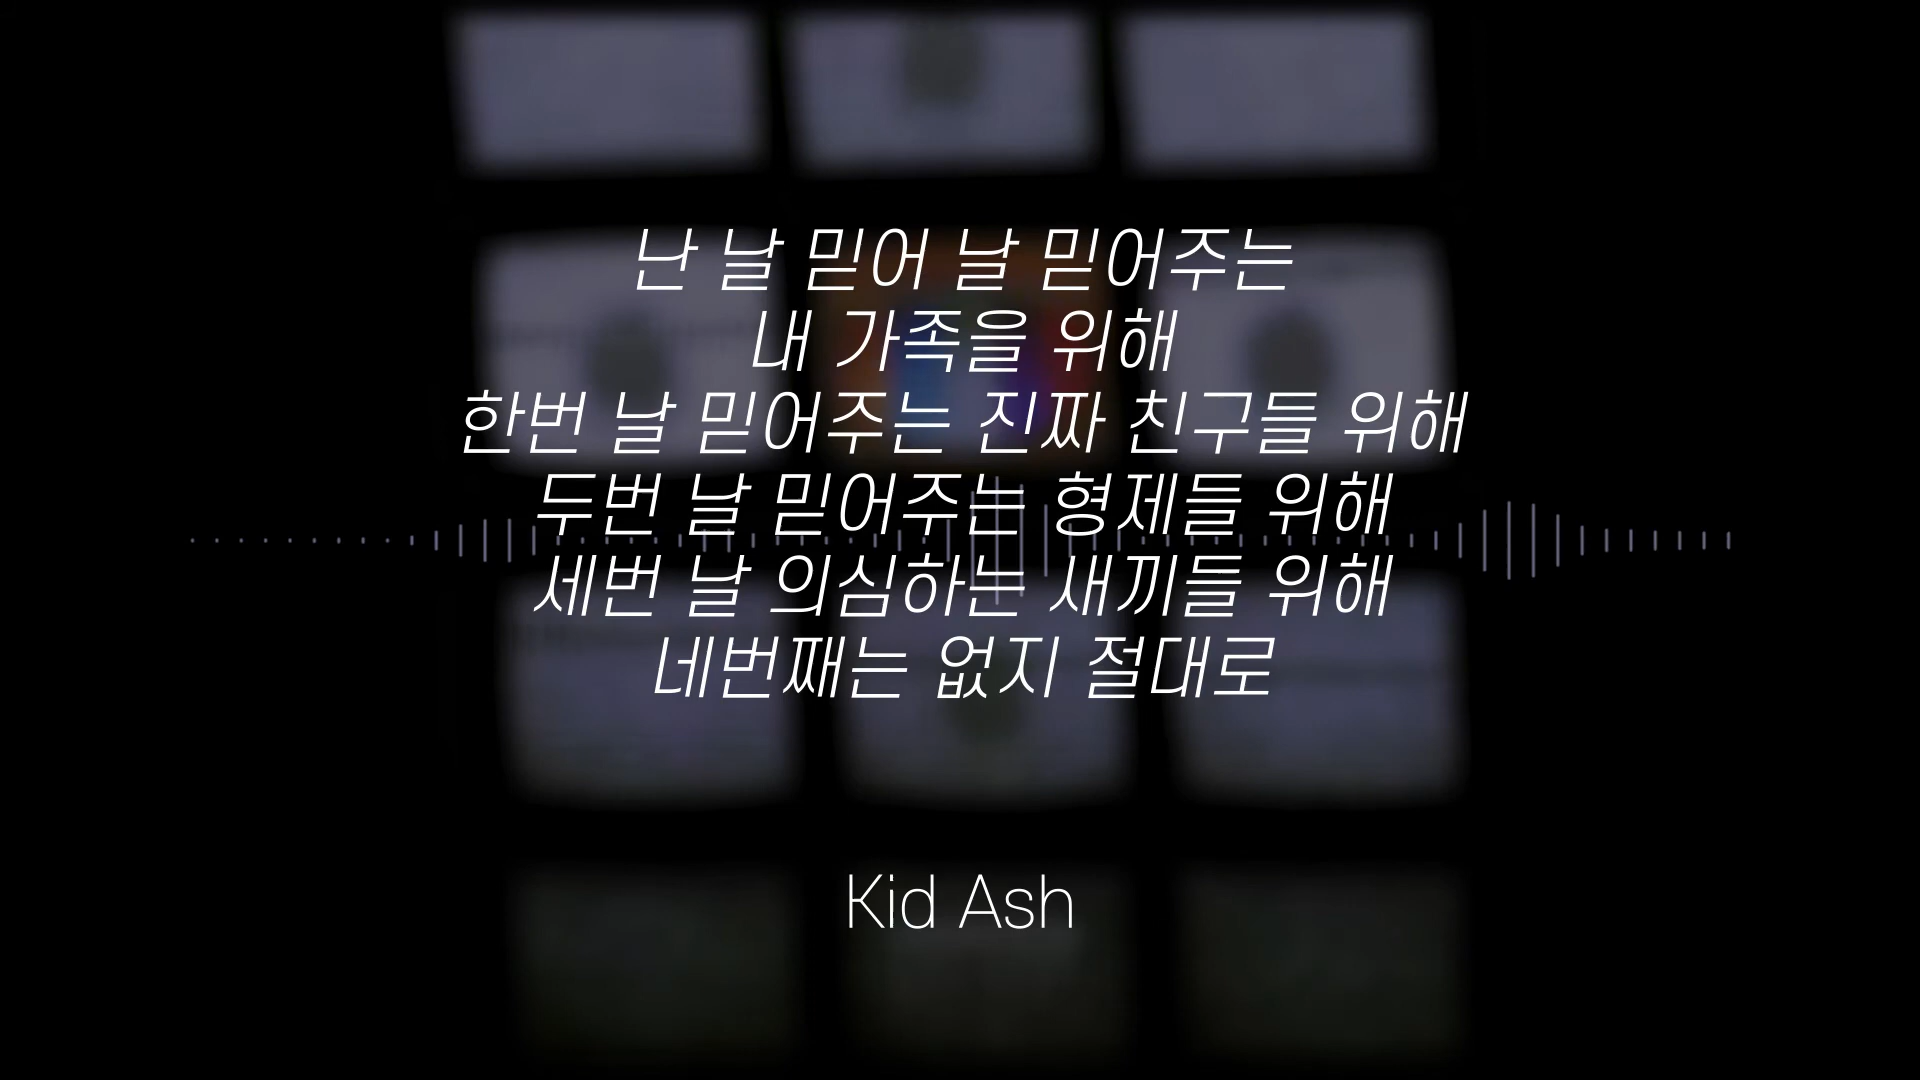 난 날 믿어 날 믿어주는
내 가족을 위해
한번 날 믿어주는 진짜 친구들 위해
두번 날 믿어주는 형제들 위해
세번 날 의심하는 새끼들 위해
네번째는 없지 절대로
Kid Ash